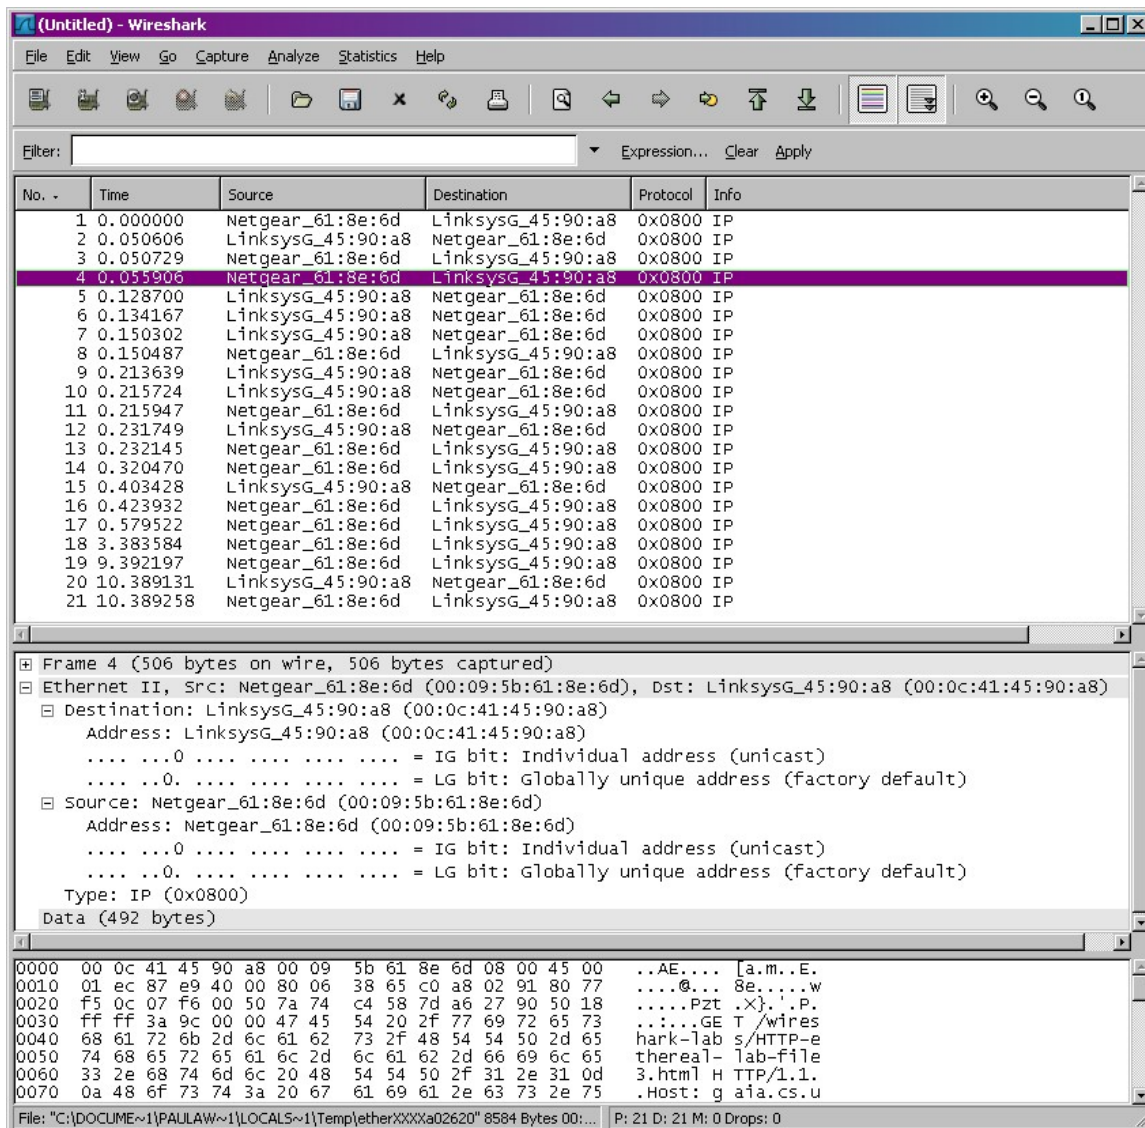 (Untitled) - Wireshark
File Edit View Go Capture Analyze Statistics Help
Filter: Expression... Clear Apply
No. Time Source Destination Protocol Info
1 0.000000 Netgear_61:8e:6d LinksysG_45:90:a8 0x0800 IP
2 0.050606 LinksysG_45:90:a8 Netgear_61:8e:6d 0x0800 IP
3 0.050729 Netgear_61:8e:6d LinksysG_45:90:a8 0x0800 IP
4 0.055906 Netgear_61:8e:6d LinksysG_45:90:a8 0x0800 IP
5 0.128700 LinksysG_45:90:a8 Netgear_61:8e:6d 0x0800 IP
6 0.134167 LinksysG_45:90:a8 Netgear_61:8e:6d 0x0800 IP
7 0.150302 LinksysG_45:90:a8 Netgear_61:8e:6d 0x0800 IP
8 0.150487 Netgear_61:8e:6d LinksysG_45:90:a8 0x0800 IP
9 0.213639 LinksysG_45:90:a8 Netgear_61:8e:6d 0x0800 IP
10 0.215724 LinksysG_45:90:a8 Netgear_61:8e:6d 0x0800 IP
11 0.215947 Netgear_61:8e:6d LinksysG_45:90:a8 0x0800 IP
12 0.231749 LinksysG_45:90:a8 Netgear_61:8e:6d 0x0800 IP
13 0.232145 Netgear_61:8e:6d LinksysG_45:90:a8 0x0800 IP
14 0.320470 Netgear_61:8e:6d LinksysG_45:90:a8 0x0800 IP
15 0.403428 LinksysG_45:90:a8 Netgear_61:8e:6d 0x0800 IP
16 0.423932 Netgear_61:8e:6d LinksysG_45:90:a8 0x0800 IP
17 0.579522 Netgear_61:8e:6d LinksysG_45:90:a8 0x0800 IP
18 3.383584 Netgear_61:8e:6d LinksysG_45:90:a8 0x0800 IP
19 9.392197 Netgear_61:8e:6d LinksysG_45:90:a8 0x0800 IP
20 10.389131 LinksysG_45:90:a8 Netgear_61:8e:6d 0x0800 IP
21 10.389258 Netgear_61:8e:6d LinksysG_45:90:a8 0x0800 IP
Frame 4 (506 bytes on wire, 506 bytes captured)
Ethernet II, Src: Netgear_61:8e:6d (00:09:5b:61:8e:6d), Dst: LinksysG_45:90:a8 (00:0c:41:45:90:a8)
Destination: LinksysG_45:90:a8 (00:0c:41:45:90:a8)
Address: LinksysG_45:90:a8 (00:0c:41:45:90:a8)
.... ...0 .... .... .... .... = IG bit: Individual address (unicast)
.... ..0. .... .... .... .... = LG bit: Globally unique address (factory default)
Source: Netgear_61:8e:6d (00:09:5b:61:8e:6d)
Address: Netgear_61:8e:6d (00:09:5b:61:8e:6d)
.... ...0 .... .... .... .... = IG bit: Individual address (unicast)
.... ..0. .... .... .... .... = LG bit: Globally unique address (factory default)
Type: IP (0x0800)
Data (492 bytes)
0000 00 0c 41 45 90 a8 00 09 5b 61 8e 6d 08 00 45 00 ..AE.... [a.m..E.
0010 01 ec 87 e9 40 00 80 06 38 65 c0 a8 02 91 80 77 ....@... 8e.....w
0020 f5 0c 07 f6 00 50 7a 74 c4 58 7d a6 27 90 50 18 .....Pzt .X}.'.P.
0030 ff ff 3a 9c 00 00 47 45 54 20 2f 77 69 72 65 73 ..:...GE T /wires
0040 68 61 72 6b 2d 6c 61 62 73 2f 48 54 54 50 2d 65 hark-lab s/HTTP-e
0050 74 68 65 72 65 61 6c 2d 6c 61 62 2d 66 69 6c 65 thereal- lab-file
0060 33 2e 68 74 6d 6c 20 48 54 54 50 2f 31 2e 31 0d 3.html H TTP/1.1.
0070 0a 48 6f 73 74 3a 20 67 61 69 61 2e 63 73 2e 75 .Host: g aia.cs.u
File: "C:\DOCUME~1\PAULAW~1\LOCALS~1\Temp\etherXXXXa02620" 8584 Bytes 00:... P: 21 D: 21 M: 0 Drops: 0